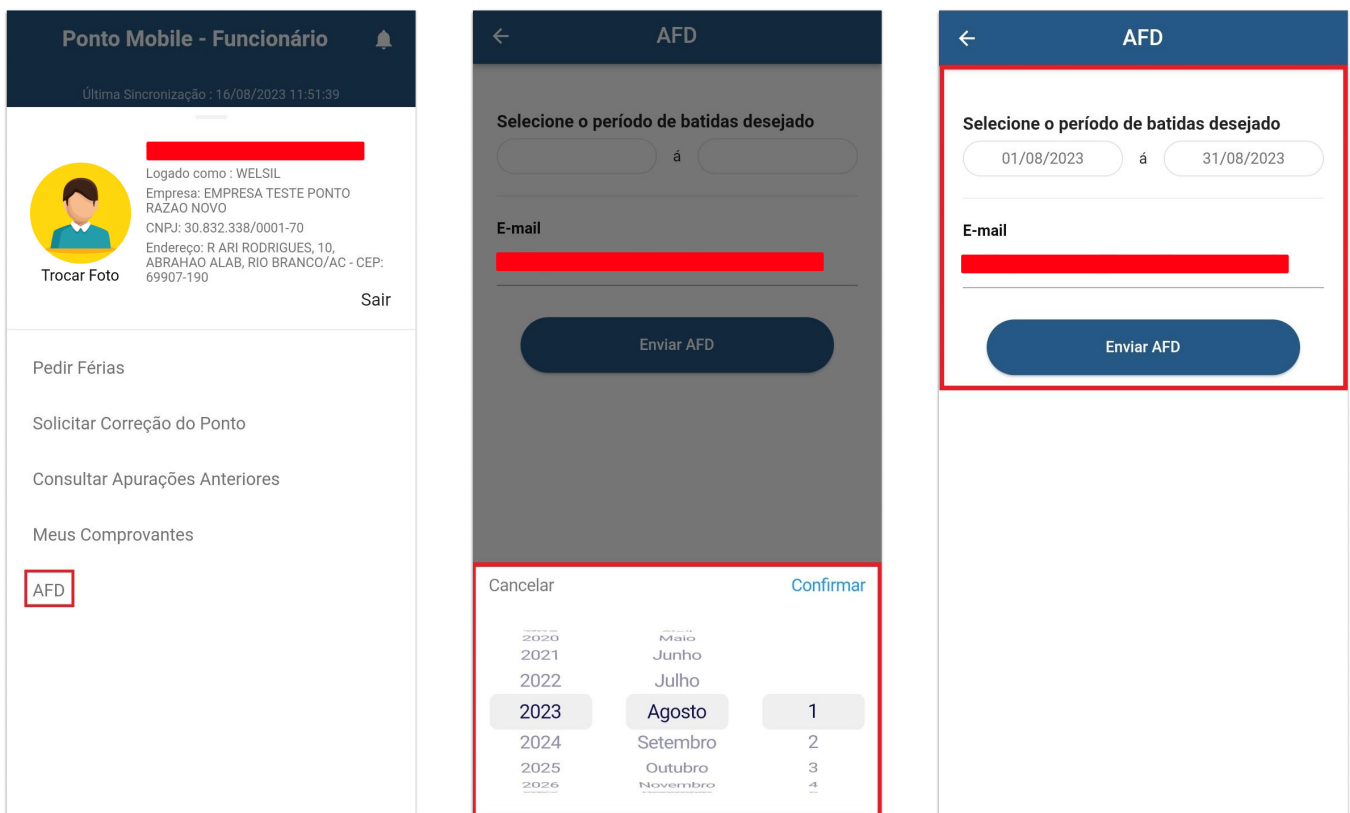 Ponto Mobile - Funcionário
Última Sincronização : 16/08/2023 11:51:39
Logado como : WELSIL
Empresa: EMPRESA TESTE PONTO
RAZAO NOVO
CNPJ: 30.832.338/0001-70
Endereço: R ARI RODRIGUES, 10,
ABRAHAO ALAB, RIO BRANCO/AC - CEP:
69907-190
Trocar Foto
Sair
Pedir Férias
Solicitar Correção do Ponto
Consultar Apurações Anteriores
Meus Comprovantes
AFD
AFD
Selecione o período de batidas desejado
á
E-mail
Enviar AFD
Cancelar Confirmar
2020 Maio
2021 Junho
2022 Julho
2023 Agosto 1
2024 Setembro 2
2025 Outubro 3
2026 Novembro 4
AFD
Selecione o período de batidas desejado
01/08/2023 á 31/08/2023
E-mail
Enviar AFD